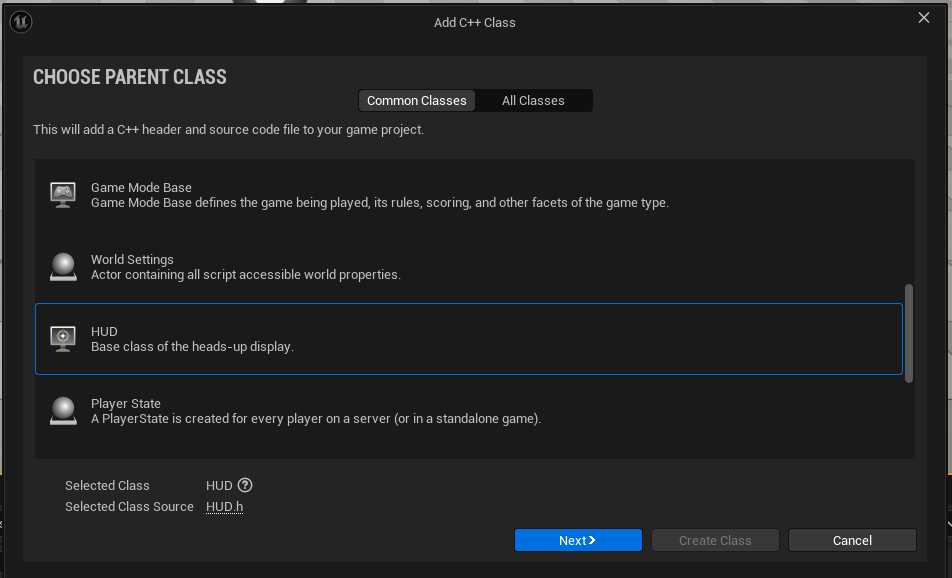 Add C++ Class
CHOOSE PARENT CLASS
Common Classes
All Classes
This will add a C++ header and source code file to your game project.
Game Mode Base
Game Mode Base defines the game being played, its rules, scoring, and other facets of the game type.
World Settings
Actor containing all script accessible world properties.
HUD
Base class of the heads-up display.
Player State
A PlayerState is created for every player on a server (or in a standalone game).
Selected Class HUD
Selected Class Source HUD.h
Next
Create Class
Cancel